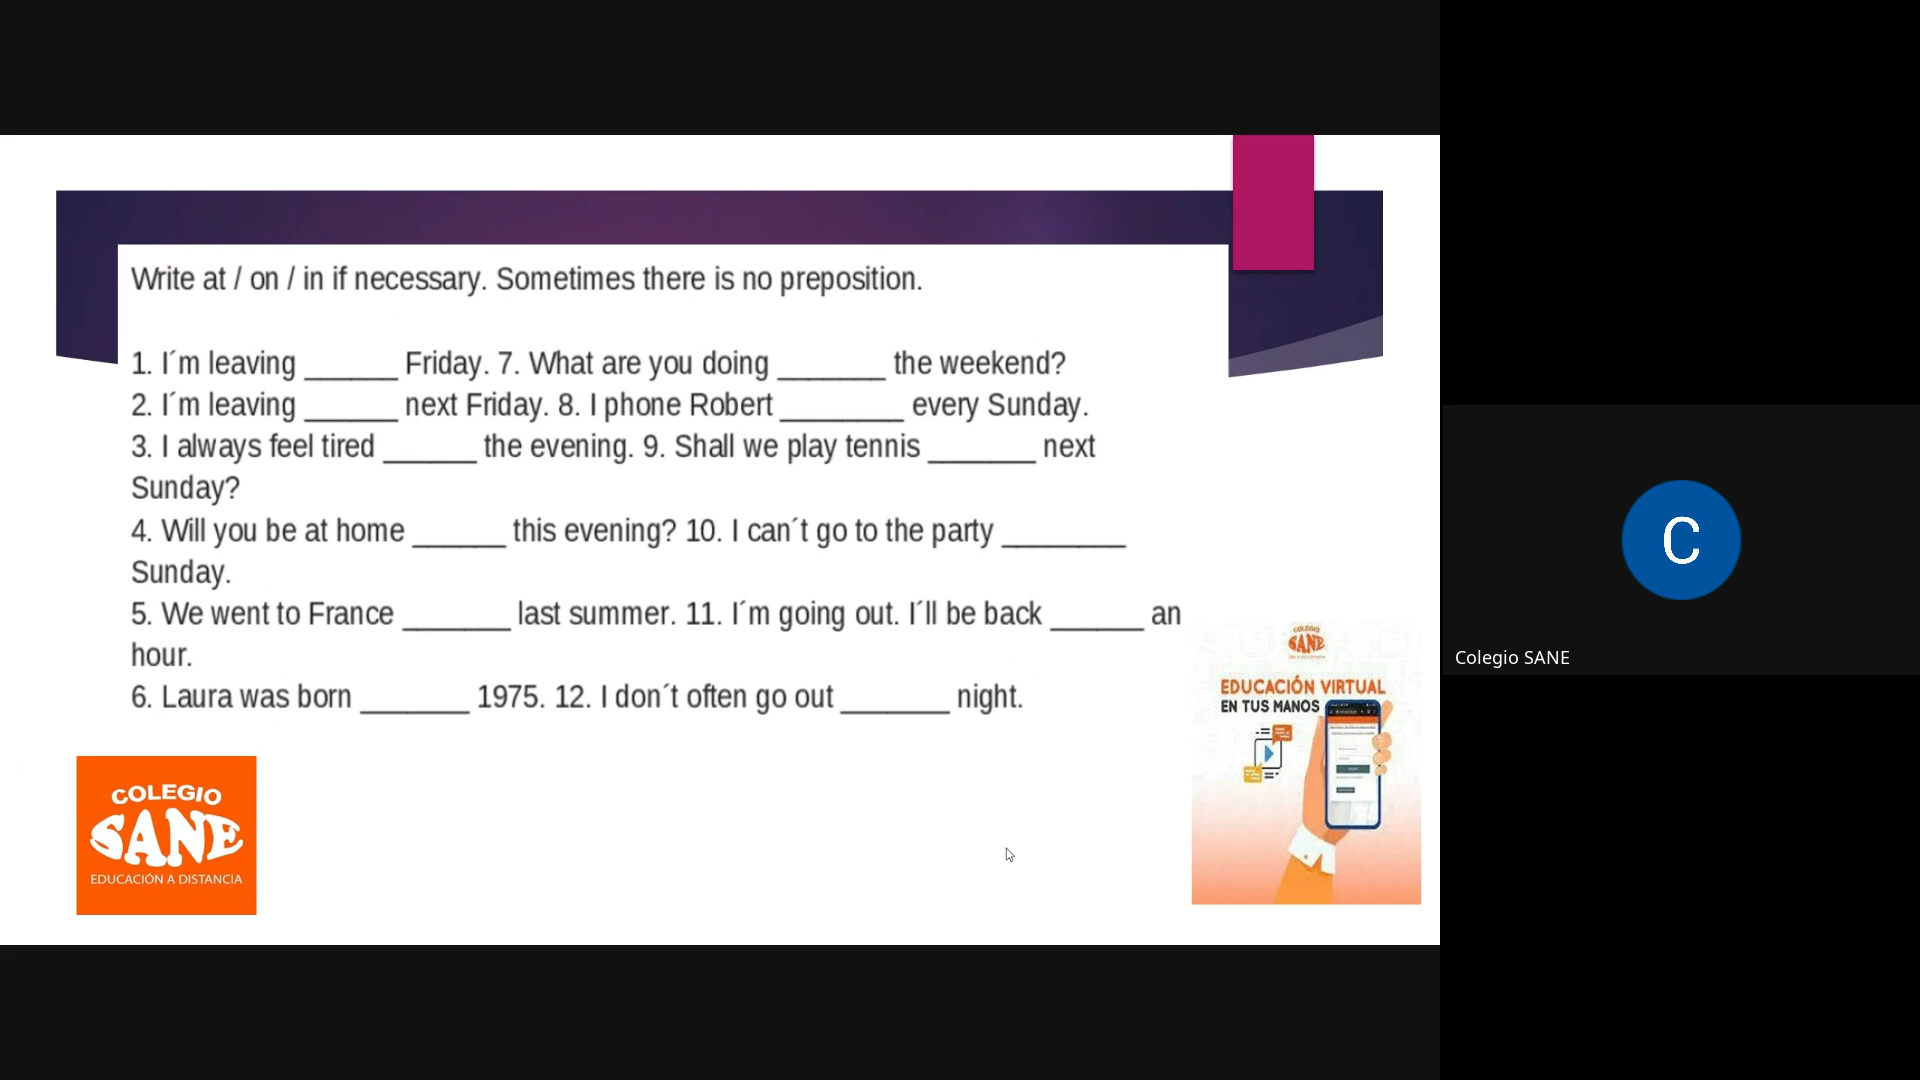 Write at / on / in if necessary. Sometimes there is no preposition.
1. I´m leaving ______ Friday. 7. What are you doing _______ the weekend?
2. I´m leaving ______ next Friday. 8. I phone Robert ________ every Sunday.
3. I always feel tired ______ the evening. 9. Shall we play tennis _______ next
Sunday?
4. Will you be at home ______ this evening? 10. I can´t go to the party ________
Sunday.
5. We went to France _______ last summer. 11. I´m going out. I´ll be back ______ an
hour.
6. Laura was born _______ 1975. 12. I don´t often go out _______ night.
COLEGIO
SANE
EDUCACIÓN A DISTANCIA
COLEGIO
SANE
EDUCACIÓN VIRTUAL
EN TUS MANOS
C
Colegio SANE